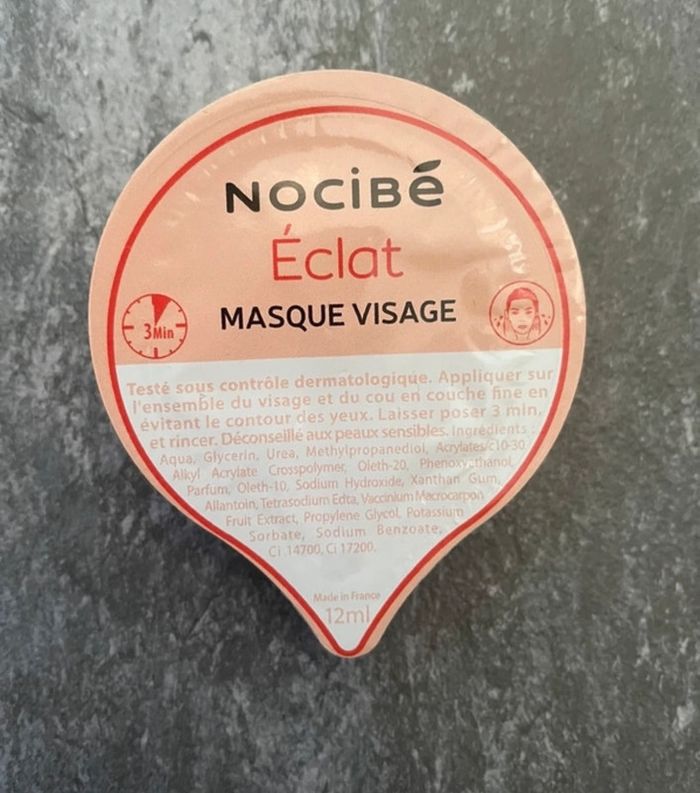 NOCiBé
Éclat
MASQUE VISAGE
3Min
Testé sous contrôle dermatologique. Appliquer sur
l'ensemble du visage et du cou en couche fine en
évitant le contour des yeux. Laisser poser 3 min,
et rincer. Déconseillé aux peaux sensibles. Ingrédients :
Aqua, Glycerin, Urea, Methylpropanediol, Acrylates/c10-30
Alkyl Acrylate Crosspolymer, Oleth-20, Phenoxyethanol,
Parfum, Oleth-10, Sodium Hydroxide, Xanthan Gum,
Allantoin, Tetrasodium Edta, Vaccinium Macrocarpon
Fruit Extract, Propylene Glycol, Potassium
Sorbate, Sodium Benzoate,
Ci 14700, Ci 17200.
Made in France
12ml